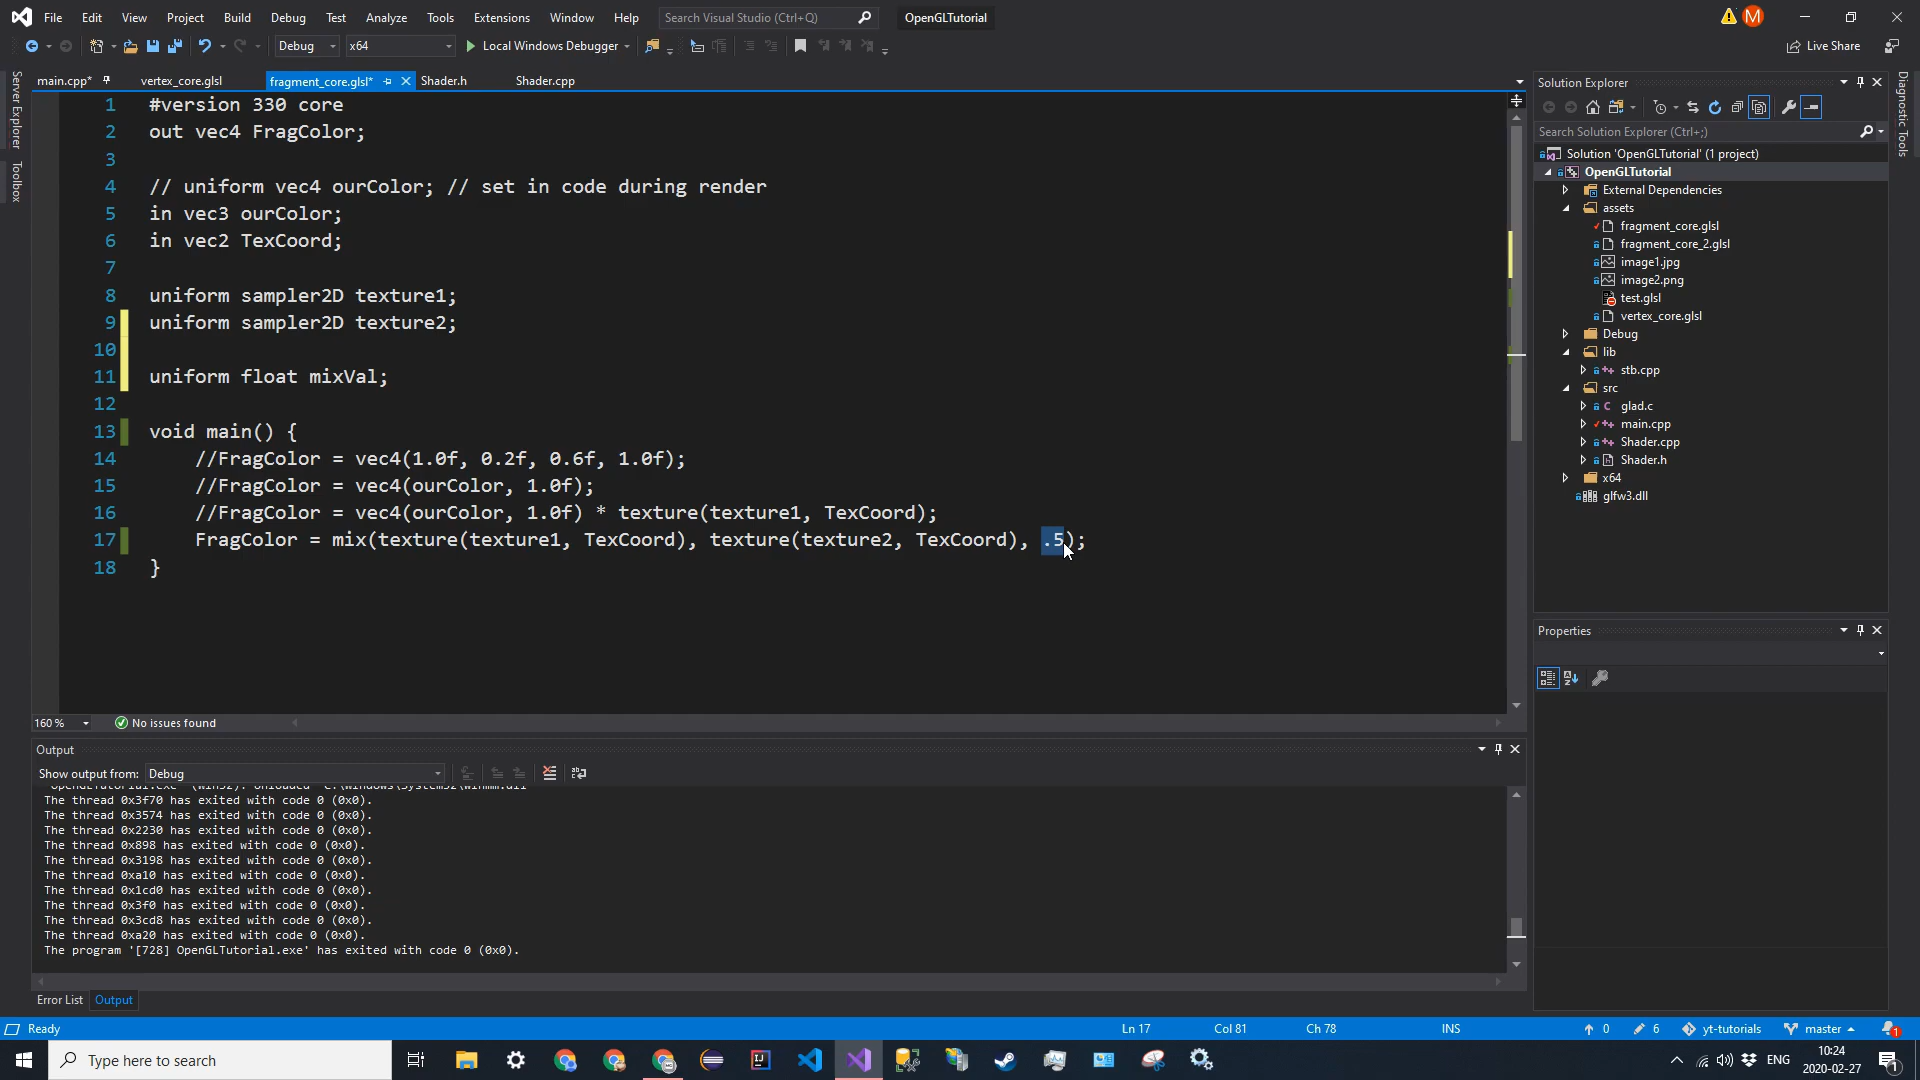 File Edit View Project Build Debug Test Analyze Tools Extensions Window Help Search Visual Studio (Ctrl+Q) OpenGLTutorial M
Debug x64 Local Windows Debugger Live Share
main.cpp* vertex_core.glsl fragment_core.glsl* Shader.h Shader.cpp
Server Explorer
Toolbox
1 #version 330 core
2 out vec4 FragColor;
3
4 // uniform vec4 ourColor; // set in code during render
5 in vec3 ourColor;
6 in vec2 TexCoord;
7
8 uniform sampler2D texture1;
9 uniform sampler2D texture2;
10
11 uniform float mixVal;
12
13 void main() {
14 //FragColor = vec4(1.0f, 0.2f, 0.6f, 1.0f);
15 //FragColor = vec4(ourColor, 1.0f);
16 //FragColor = vec4(ourColor, 1.0f) * texture(texture1, TexCoord);
17 FragColor = mix(texture(texture1, TexCoord), texture(texture2, TexCoord), .5);
18 }
160 % No issues found
Output
Show output from: Debug
The thread 0x3f70 has exited with code 0 (0x0).
The thread 0x3574 has exited with code 0 (0x0).
The thread 0x2230 has exited with code 0 (0x0).
The thread 0x898 has exited with code 0 (0x0).
The thread 0x3198 has exited with code 0 (0x0).
The thread 0xa10 has exited with code 0 (0x0).
The thread 0x1cd0 has exited with code 0 (0x0).
The thread 0x3f0 has exited with code 0 (0x0).
The thread 0x3cd8 has exited with code 0 (0x0).
The thread 0xa20 has exited with code 0 (0x0).
The program '[728] OpenGLTutorial.exe' has exited with code 0 (0x0).
Error List Output
Solution Explorer
Search Solution Explorer (Ctrl+;)
Solution 'OpenGLTutorial' (1 project)
OpenGLTutorial
External Dependencies
assets
fragment_core.glsl
fragment_core_2.glsl
image1.jpg
image2.png
test.glsl
vertex_core.glsl
Debug
lib
stb.cpp
src
glad.c
main.cpp
Shader.cpp
Shader.h
x64
glfw3.dll
Properties
Diagnostic Tools
Ready Ln 17 Col 81 Ch 78 INS 0 6 yt-tutorials master 1
Type here to search ENG 10:24
2020-02-27 1